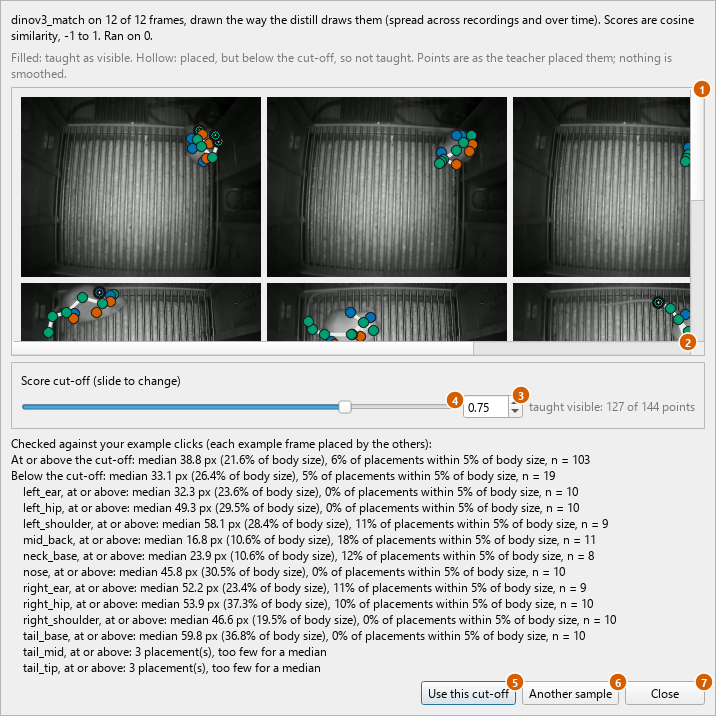 dinov3_match on 12 of 12 frames, drawn the way the distill draws them (spread across recordings and over time). Scores are cosine
similarity, -1 to 1. Ran on 0.
Filled: taught as visible. Hollow: placed, but below the cut-off, so not taught. Points are as the teacher placed them; nothing is
smoothed.
1
2
Score cut-off (slide to change)
4
0.75
3
taught visible: 127 of 144 points
Checked against your example clicks (each example frame placed by the others):
At or above the cut-off: median 38.8 px (21.6% of body size), 6% of placements within 5% of body size, n = 103
Below the cut-off: median 33.1 px (26.4% of body size), 5% of placements within 5% of body size, n = 19
left_ear, at or above: median 32.3 px (23.6% of body size), 0% of placements within 5% of body size, n = 10
left_hip, at or above: median 49.3 px (29.5% of body size), 0% of placements within 5% of body size, n = 10
left_shoulder, at or above: median 58.1 px (28.4% of body size), 11% of placements within 5% of body size, n = 9
mid_back, at or above: median 16.8 px (10.6% of body size), 18% of placements within 5% of body size, n = 11
neck_base, at or above: median 23.9 px (10.6% of body size), 12% of placements within 5% of body size, n = 8
nose, at or above: median 45.8 px (30.5% of body size), 0% of placements within 5% of body size, n = 10
right_ear, at or above: median 52.2 px (23.4% of body size), 11% of placements within 5% of body size, n = 9
right_hip, at or above: median 53.9 px (37.3% of body size), 10% of placements within 5% of body size, n = 10
right_shoulder, at or above: median 46.6 px (19.5% of body size), 0% of placements within 5% of body size, n = 10
tail_base, at or above: median 59.8 px (36.8% of body size), 0% of placements within 5% of body size, n = 10
tail_mid, at or above: 3 placement(s), too few for a median
tail_tip, at or above: 3 placement(s), too few for a median
Use this cut-off
5
Another sample
6
Close
7